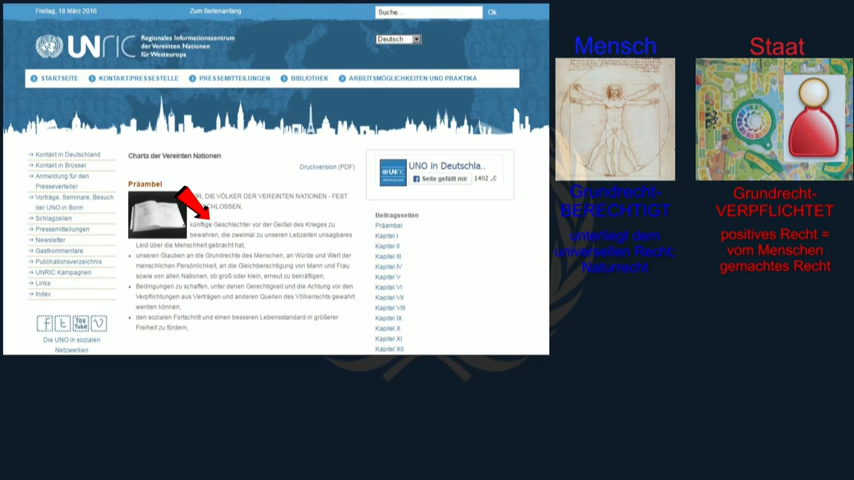 Freitag, 18 März 2016
Zum Seitenanfang
Suche...
Ok
UNRIC
Regionales Informationszentrum
der Vereinten Nationen
für Westeuropa
Deutsch
STARTSEITE
KONTAKT/PRESSESTELLE
PRESSEMITTEILUNGEN
BIBLIOTHEK
ARBEITSMÖGLICHKEITEN UND PRAKTIKA
Kontakt in Deutschland
Kontakt in Brüssel
Anmeldung für den
Presseverteiler
Vorträge, Seminare, Besuch
der UNO in Bonn
Schlagzeilen
Pressemitteilungen
Newsletter
Gastkommentare
Publikationsverzeichnis
UNRIC Kampagnen
Links
Index
You Tube
Die UNO in sozialen
Netzwerken
Charta der Vereinten Nationen
Druckversion (PDF)
Präambel
WIR, DIE VÖLKER DER VEREINTEN NATIONEN - FEST
künftige Geschlechter vor der Geißel des Krieges zu
bewahren, die zweimal zu unseren Lebzeiten unsagbares
Leid über die Menschheit gebracht hat,
unseren Glauben an die Grundrechte des Menschen, an Würde und Wert der
menschlichen Persönlichkeit, an die Gleichberechtigung von Mann und Frau
sowie von allen Nationen, ob groß oder klein, erneut zu bekräftigen,
Bedingungen zu schaffen, unter denen Gerechtigkeit und die Achtung vor den
Verpflichtungen aus Verträgen und anderen Quellen des Völkerrechts gewahrt
werden können,
den sozialen Fortschritt und einen besseren Lebensstandard in größerer
Freiheit zu fördern,
UNRIC
UNO in Deutschla..
Seite gefällt mir
Beitragsseiten
Präambel
Kapitel I
Kapitel II
Kapitel III
Kapitel IV
Kapitel V
Kapitel VI
Kapitel VII
Kapitel VIII
Kapitel IX
Kapitel X
Kapitel XI
Kapitel XII
Mensch
Grundrecht-
BERECHTIGT
unterliegt dem
universellen Recht,
Naturrecht
Staat
Grundrecht-
VERPFLICHTET
positives Recht =
vom Menschen
gemachtes Recht